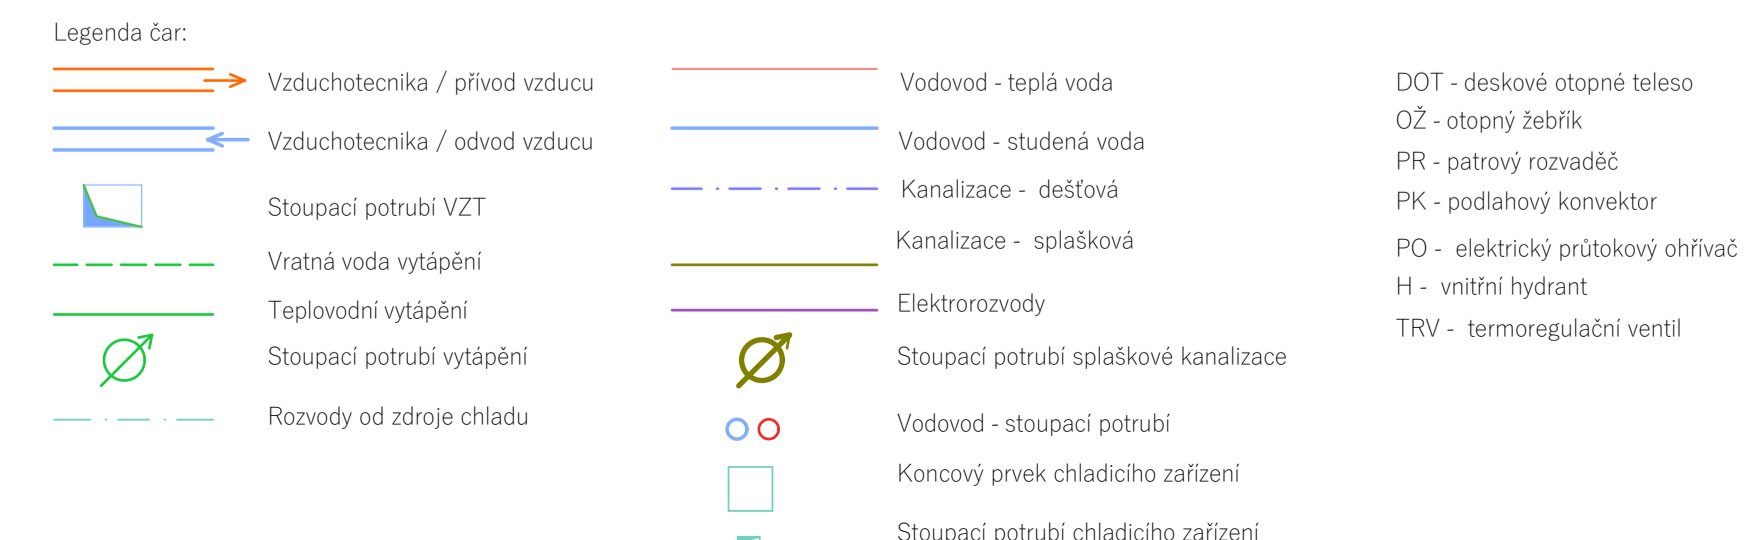 Legenda čar:
Vzduchotecnika / přívod vzducu
Vzduchotecnika / odvod vzducu
Stoupací potrubí VZT
Vratná voda vytápění
Teplovodní vytápění
Stoupací potrubí vytápění
Rozvody od zdroje chladu
Vodovod - teplá voda
Vodovod - studená voda
Kanalizace - dešťová
Kanalizace - splašková
Elektrorozvody
Stoupací potrubí splaškové kanalizace
Vodovod - stoupací potrubí
Koncový prvek chladicího zařízení
Stoupací potrubí chladicího zařízení
DOT - deskové otopné teleso
OŽ - otopný žebřík
PR - patrový rozvaděč
PK - podlahový konvektor
PO - elektrický průtokový ohřívač
H - vnitřní hydrant
TRV - termoregulační ventil